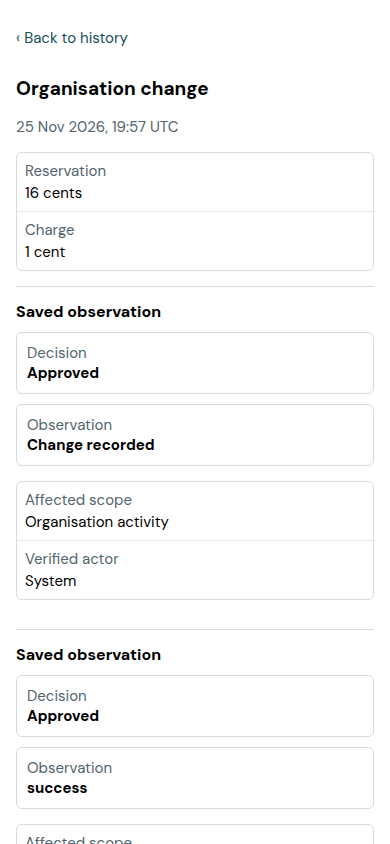 ‹ Back to history
Organisation change
25 Nov 2026, 19:57 UTC
Reservation
16 cents
Charge
1 cent
Saved observation
Decision
Approved
Observation
Change recorded
Affected scope
Organisation activity
Verified actor
System
Saved observation
Decision
Approved
Observation
success
Affected scope